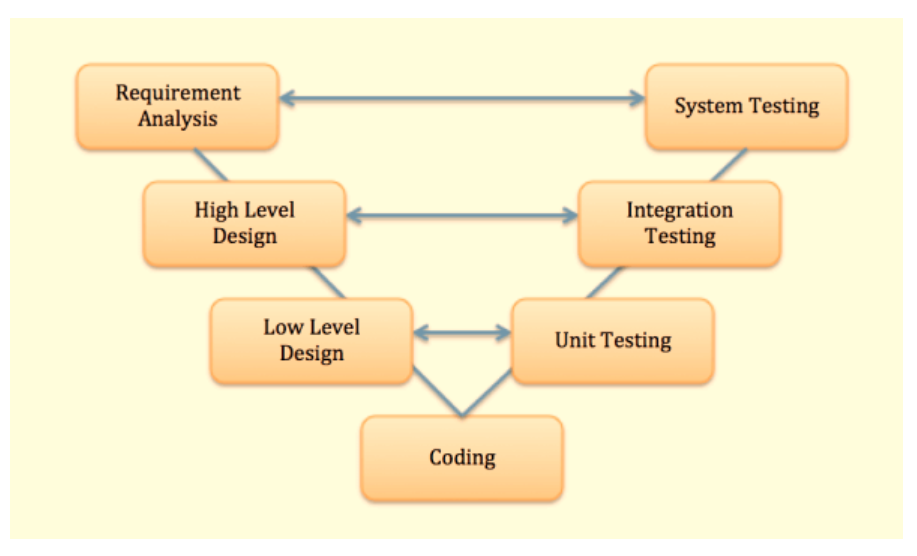 Requirement
Analysis
System Testing
High Level
Design
Integration
Testing
Low Level
Design
Unit Testing
Coding